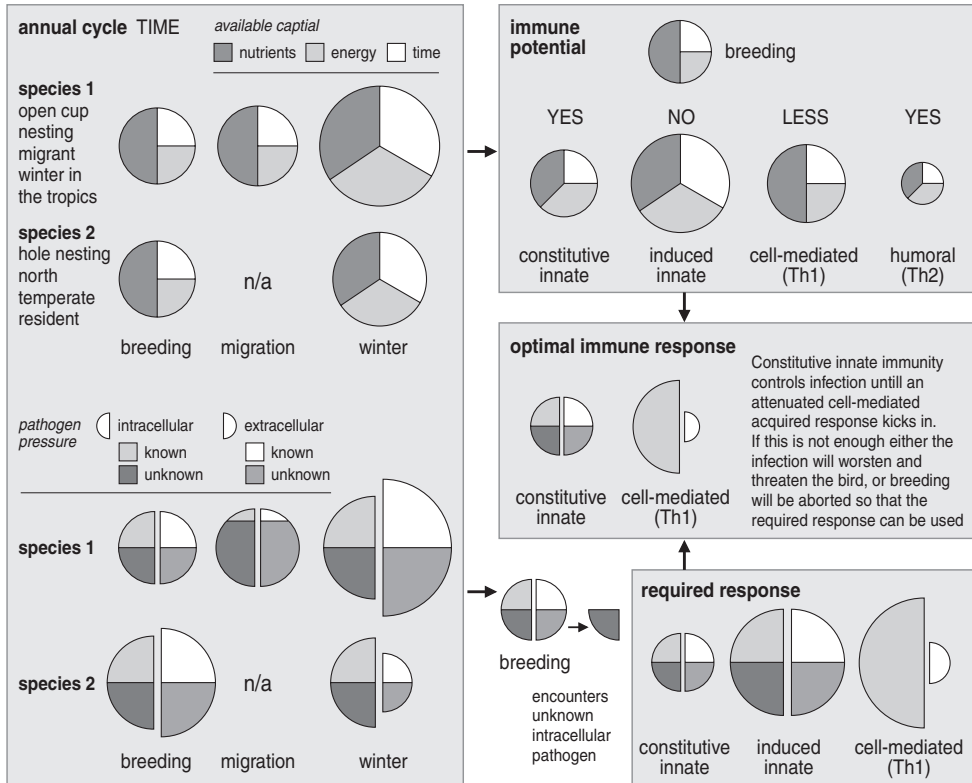 annual cycle TIME
available captial
nutrients energy time
species 1
open cup
nesting
migrant
winter in
the tropics
species 2
hole nesting
north
temperate
resident
n/a
breeding migration winter
pathogen
pressure
intracellular extracellular
known known
unknown unknown
species 1
species 2
n/a
breeding migration winter
immune
potential
breeding
YES NO LESS YES
constitutive
innate
induced
innate
cell-mediated
(Th1)
humoral
(Th2)
optimal immune response
constitutive
innate
cell-mediated
(Th1)
Constitutive innate immunity
controls infection untill an
attenuated cell-mediated
acquired response kicks in.
If this is not enough either the
infection will worsten and
threaten the bird, or breeding
will be aborted so that the
required response can be used
breeding
encounters
unknown
intracellular
pathogen
required response
constitutive
innate
induced
innate
cell-mediated
(Th1)